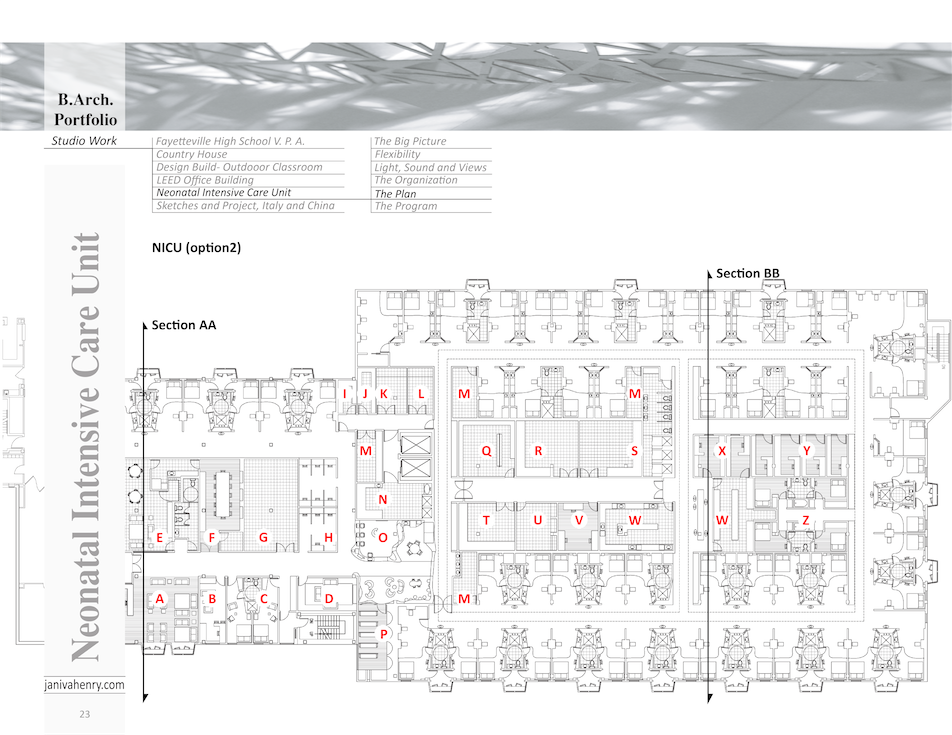 B.Arch.
Portfolio
Studio Work
Fayetteville High School V. P. A.
Country House
Design Build- Outdooor Classroom
LEED Office Building
Neonatal Intensive Care Unit
Sketches and Project, Italy and China
The Big Picture
Flexibility
Light, Sound and Views
The Organization
The Plan
The Program
Neonatal Intensive Care Unit
NICU (option2)
Section BB
Section AA
I J K L M M
M Q R S X Y
N
T U V W W Z
E F G H O
A B C D M
P
janivahenry.com
23